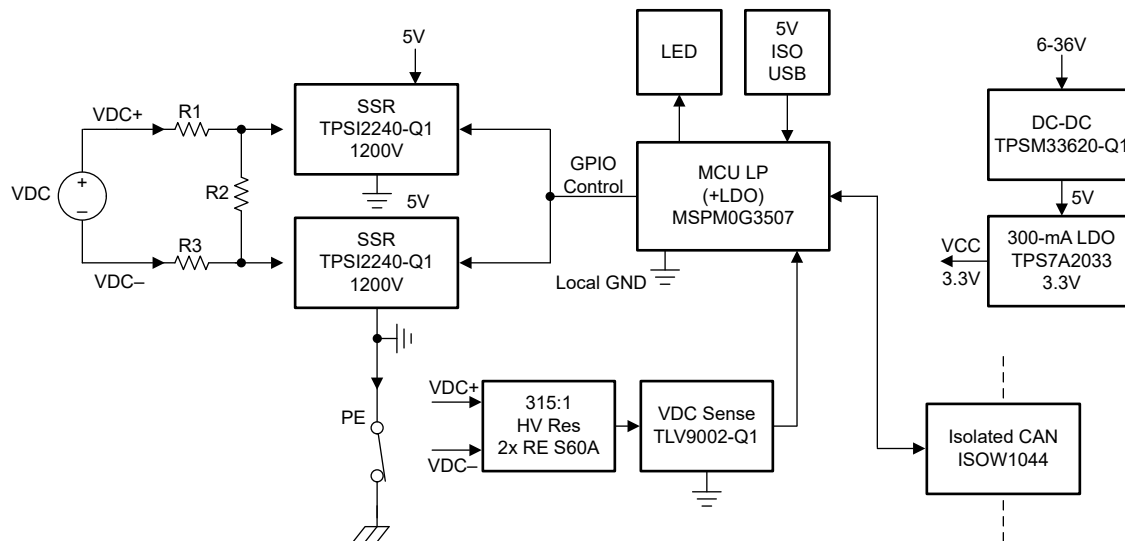 5V
LED
5V
ISO
USB
6-36V
VDC+
R1
SSR
TPSI2240-Q1
1200V
DC-DC
TPSM33620-Q1
GPIO
Control
MCU LP
(+LDO)
MSPM0G3507
VDC
+
–
R2
5V
5V
R3
VDC–
SSR
TPSI2240-Q1
1200V
VCC
3.3V
300-mA LDO
TPS7A2033
3.3V
Local GND
VDC+
VDC–
315:1
HV Res
2x RE S60A
VDC Sense
TLV9002-Q1
PE
Isolated CAN
ISOW1044